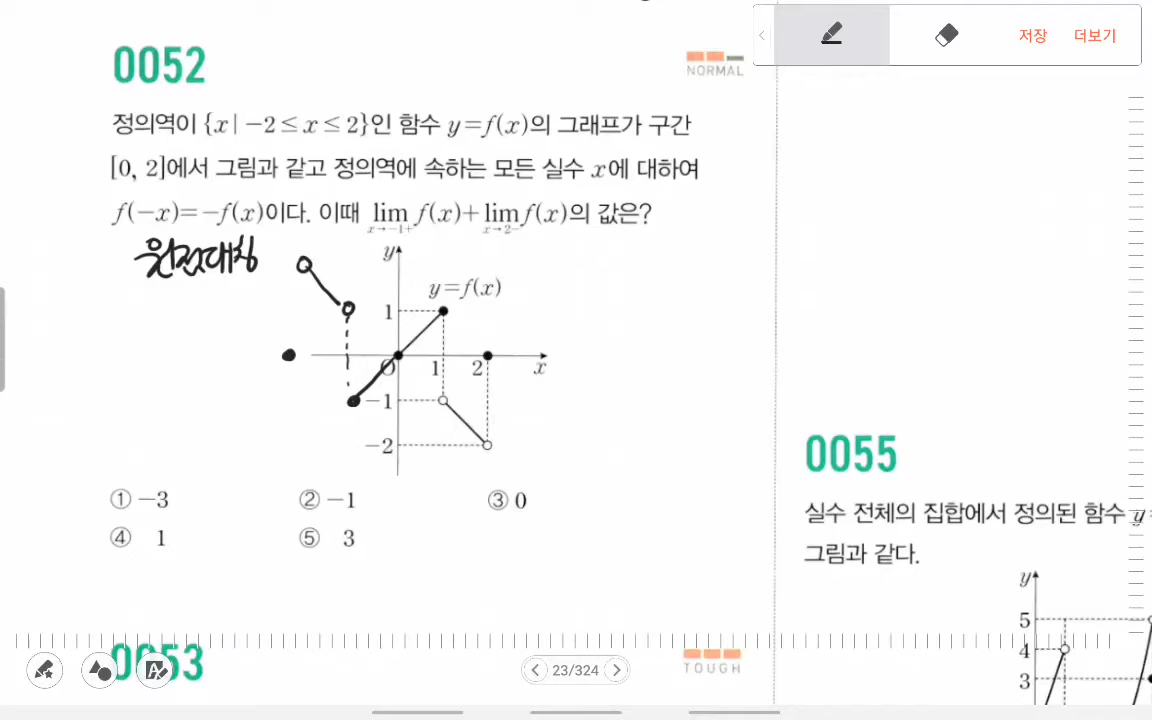 저장 더보기
0052
NORMAL
정의역이 {x | −2≤x≤2}인 함수 y=f(x)의 그래프가 구간
[0, 2]에서 그림과 같고 정의역에 속하는 모든 실수 x에 대하여
f(−x)=−f(x)이다. 이때 lim f(x)+lim f(x)의 값은?
x→−1+ x→2−
원점대칭
y
y=f(x)
1
O 1 2 x
−1
−2
① −3 ② −1 ③ 0
④ 1 ⑤ 3
0053
TOUGH
23/324
0055
실수 전체의 집합에서 정의된 함수 y=
그림과 같다.
y
5
4
3